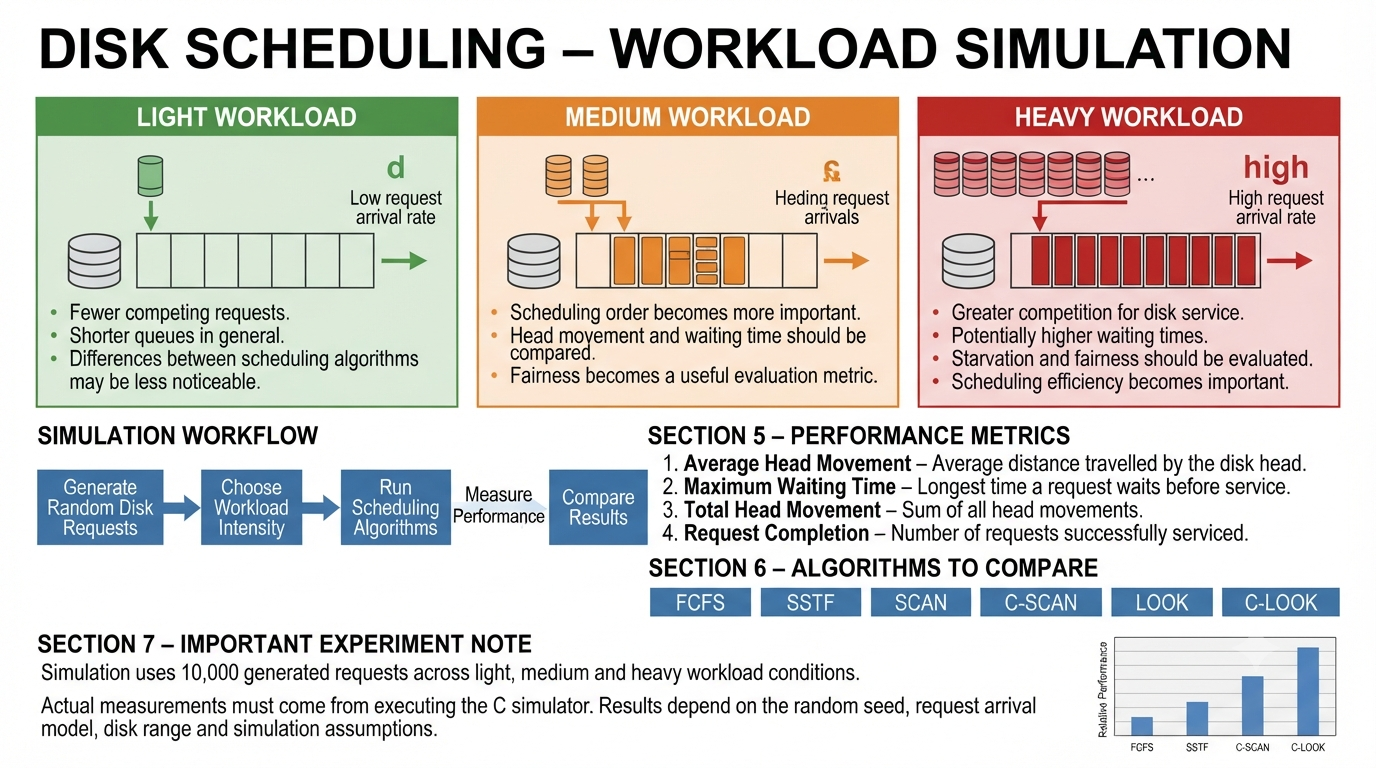 DISK SCHEDULING – WORKLOAD SIMULATION
LIGHT WORKLOAD
d
Low request
arrival rate
• Fewer competing requests.
• Shorter queues in general.
• Differences between scheduling algorithms
may be less noticeable.
MEDIUM WORKLOAD
Heding request
arrivals
• Scheduling order becomes more important.
• Head movement and waiting time should be
compared.
• Fairness becomes a useful evaluation metric.
HEAVY WORKLOAD
...
high
High request
arrival rate
• Greater competition for disk service.
• Potentially higher waiting times.
• Starvation and fairness should be evaluated.
• Scheduling efficiency becomes important.
SIMULATION WORKFLOW
Generate
Random Disk
Requests
Choose
Workload
Intensity
Run
Scheduling
Algorithms
Measure
Performance
Compare
Results
SECTION 5 – PERFORMANCE METRICS
1. Average Head Movement – Average distance travelled by the disk head.
2. Maximum Waiting Time – Longest time a request waits before service.
3. Total Head Movement – Sum of all head movements.
4. Request Completion – Number of requests successfully serviced.
SECTION 6 – ALGORITHMS TO COMPARE
FCFS
SSTF
SCAN
C-SCAN
LOOK
C-LOOK
SECTION 7 – IMPORTANT EXPERIMENT NOTE
Simulation uses 10,000 generated requests across light, medium and heavy workload conditions.
Actual measurements must come from executing the C simulator. Results depend on the random seed, request arrival
model, disk range and simulation assumptions.
Relative Performance
FCFS
SSTF
C-SCAN
C-LOOK